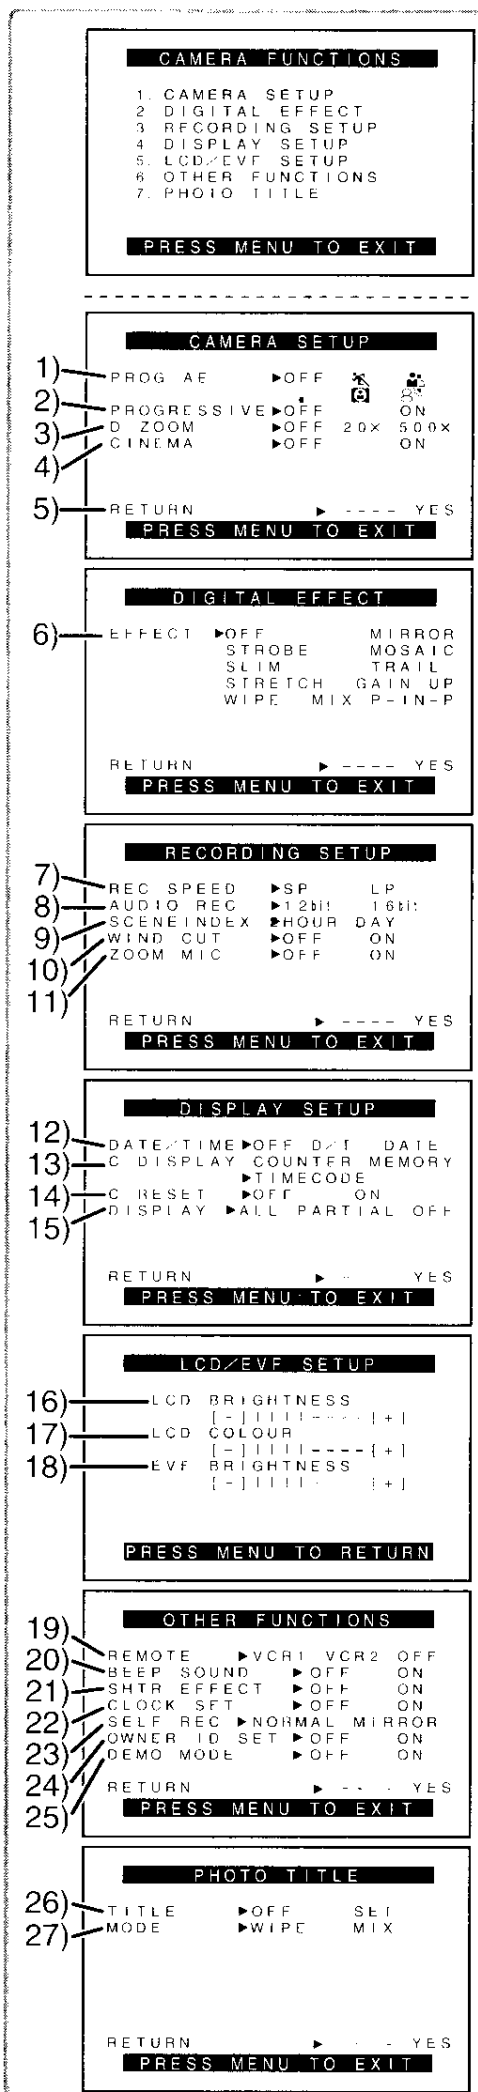 CAMERA FUNCTIONS
1. CAMERA SETUP
2 DIGITAL EFFECT
3 RECORDING SETUP
4 DISPLAY SETUP
5. LCD/EVF SETUP
6 OTHER FUNCTIONS
7. PHOTO TITLE
PRESS MENU TO EXIT
CAMERA SETUP
1) PROG AE ▶OFF
2) PROGRESSIVE ▶OFF ON
3) D ZOOM ▶OFF 20X 500X
4) CINEMA ▶OFF ON
5) RETURN ▶ ---- YES
PRESS MENU TO EXIT
DIGITAL EFFECT
6) EFFECT ▶OFF MIRROR
STROBE MOSAIC
SLIM TRAIL
STRETCH GAIN UP
WIPE MIX P-IN-P
RETURN ▶ ---- YES
PRESS MENU TO EXIT
RECORDING SETUP
7) REC SPEED ▶SP LP
8) AUDIO REC ▶12bit 16bit
9) SCENEINDEX ▶2HOUR DAY
10) WIND CUT ▶OFF ON
11) ZOOM MIC ▶OFF ON
RETURN ▶ ---- YES
PRESS MENU TO EXIT
DISPLAY SETUP
12) DATE/TIME ▶OFF D/T DATE
13) C DISPLAY COUNTER MEMORY
▶TIMECODE
14) C RESET ▶OFF ON
15) DISPLAY ▶ALL PARTIAL OFF
RETURN ▶ - YES
PRESS MENU TO EXIT
LCD/EVF SETUP
16) LCD BRIGHTNESS
[-]||||----[+]
17) LCD COLOUR
[-]||||----[+]
18) EVF BRIGHTNESS
[-]||||- [+]
PRESS MENU TO RETURN
OTHER FUNCTIONS
19) REMOTE ▶VCR1 VCR2 OFF
20) BEEP SOUND ▶OFF ON
21) SHTR EFFECT ▶OFF ON
22) CLOCK SET ▶OFF ON
23) SELF REC ▶NORMAL MIRROR
24) OWNER ID SET ▶OFF ON
25) DEMO MODE ▶OFF ON
RETURN ▶ -- - YES
PRESS MENU TO EXIT
PHOTO TITLE
26) TITLE ▶OFF SET
27) MODE ▶WIPE MIX
RETURN ▶ - - YES
PRESS MENU TO EXIT